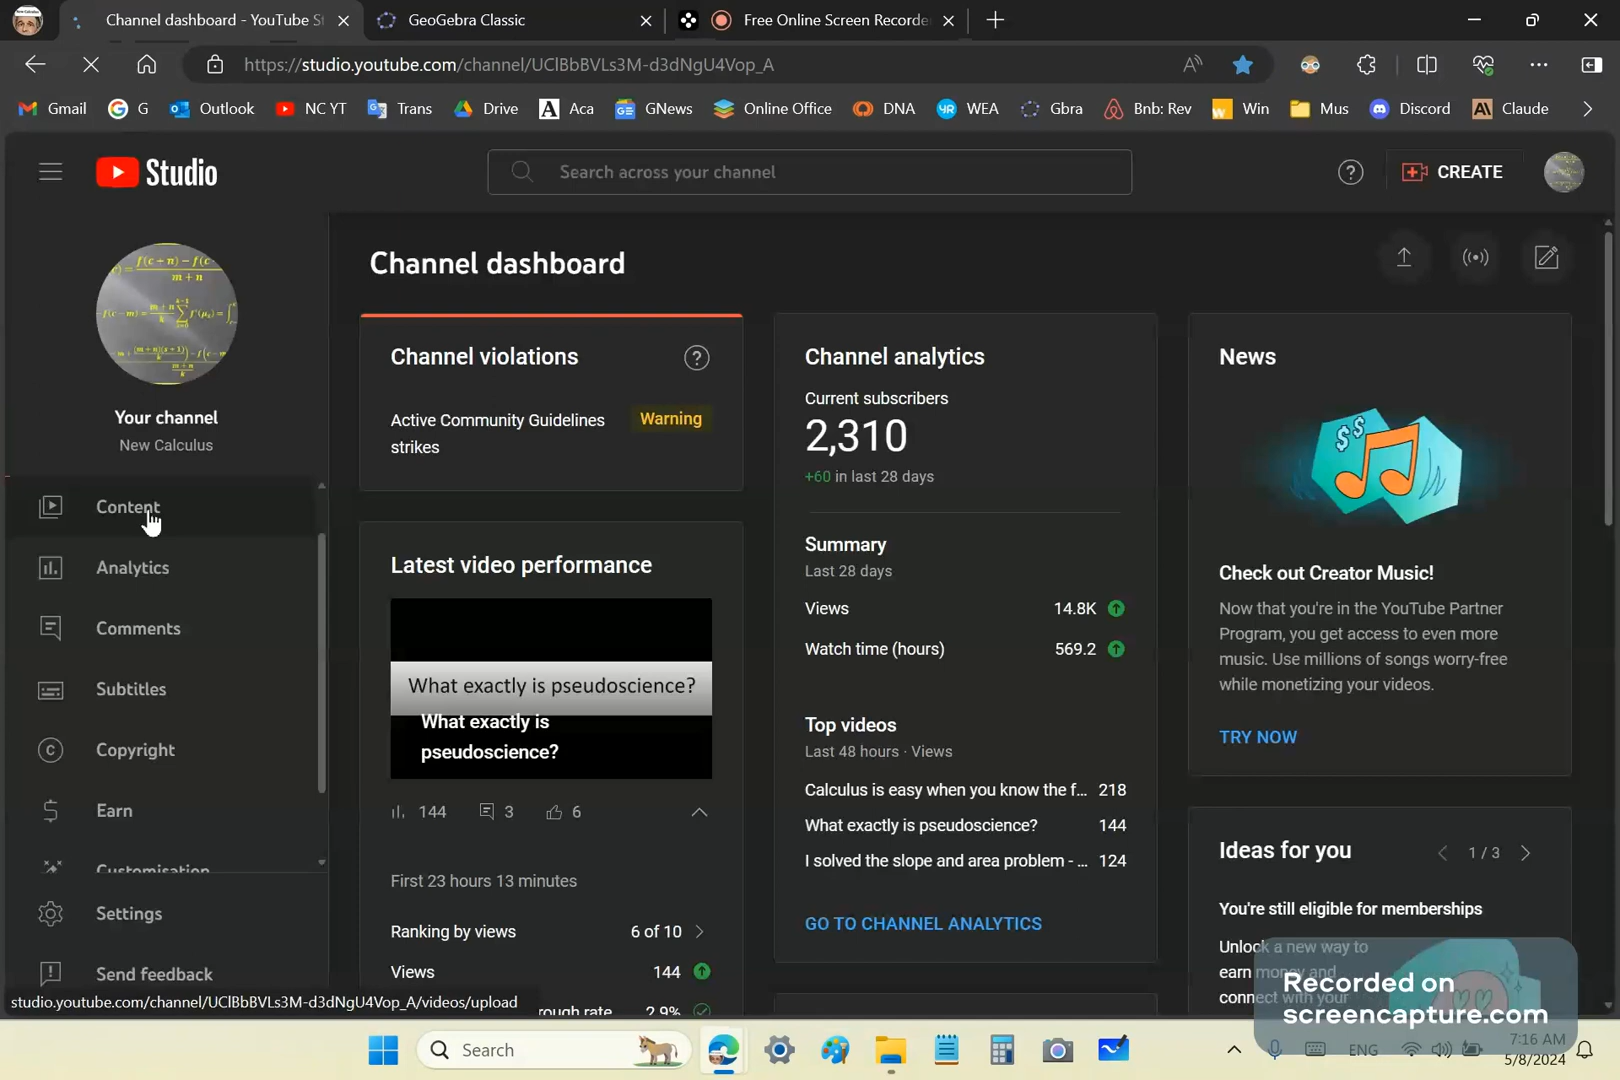 Channel dashboard - YouTube St
GeoGebra Classic
Free Online Screen Recorde
https://studio.youtube.com/channel/UClBbBVLs3M-d3dNgU4Vop_A
Gmail
G
Outlook
NC YT
Trans
Drive
Aca
GNews
Online Office
DNA
WEA
Gbra
Bnb: Rev
Win
Mus
Discord
Claude
Studio
Search across your channel
CREATE
Your channel
New Calculus
Content
Analytics
Comments
Subtitles
Copyright
Earn
Customisation
Settings
Send feedback
studio.youtube.com/channel/UClBbBVLs3M-d3dNgU4Vop_A/videos/upload
Channel dashboard
Channel violations
Active Community Guidelines
strikes
Warning
Latest video performance
What exactly is pseudoscience?
What exactly is
pseudoscience?
144 3 6
First 23 hours 13 minutes
Ranking by views 6 of 10
Views 144
rough rate 2.9%
Channel analytics
Current subscribers
2,310
+60 in last 28 days
Summary
Last 28 days
Views 14.8K
Watch time (hours) 569.2
Top videos
Last 48 hours · Views
Calculus is easy when you know the f... 218
What exactly is pseudoscience? 144
I solved the slope and area problem - ... 124
GO TO CHANNEL ANALYTICS
News
Check out Creator Music!
Now that you're in the YouTube Partner
Program, you get access to even more
music. Use millions of songs worry-free
while monetizing your videos.
TRY NOW
Ideas for you
1 / 3
You're still eligible for memberships
Unlock a new way to
earn money and
connect with your
Recorded on
screencapture.com
Search
ENG
7:16 AM
5/8/2024